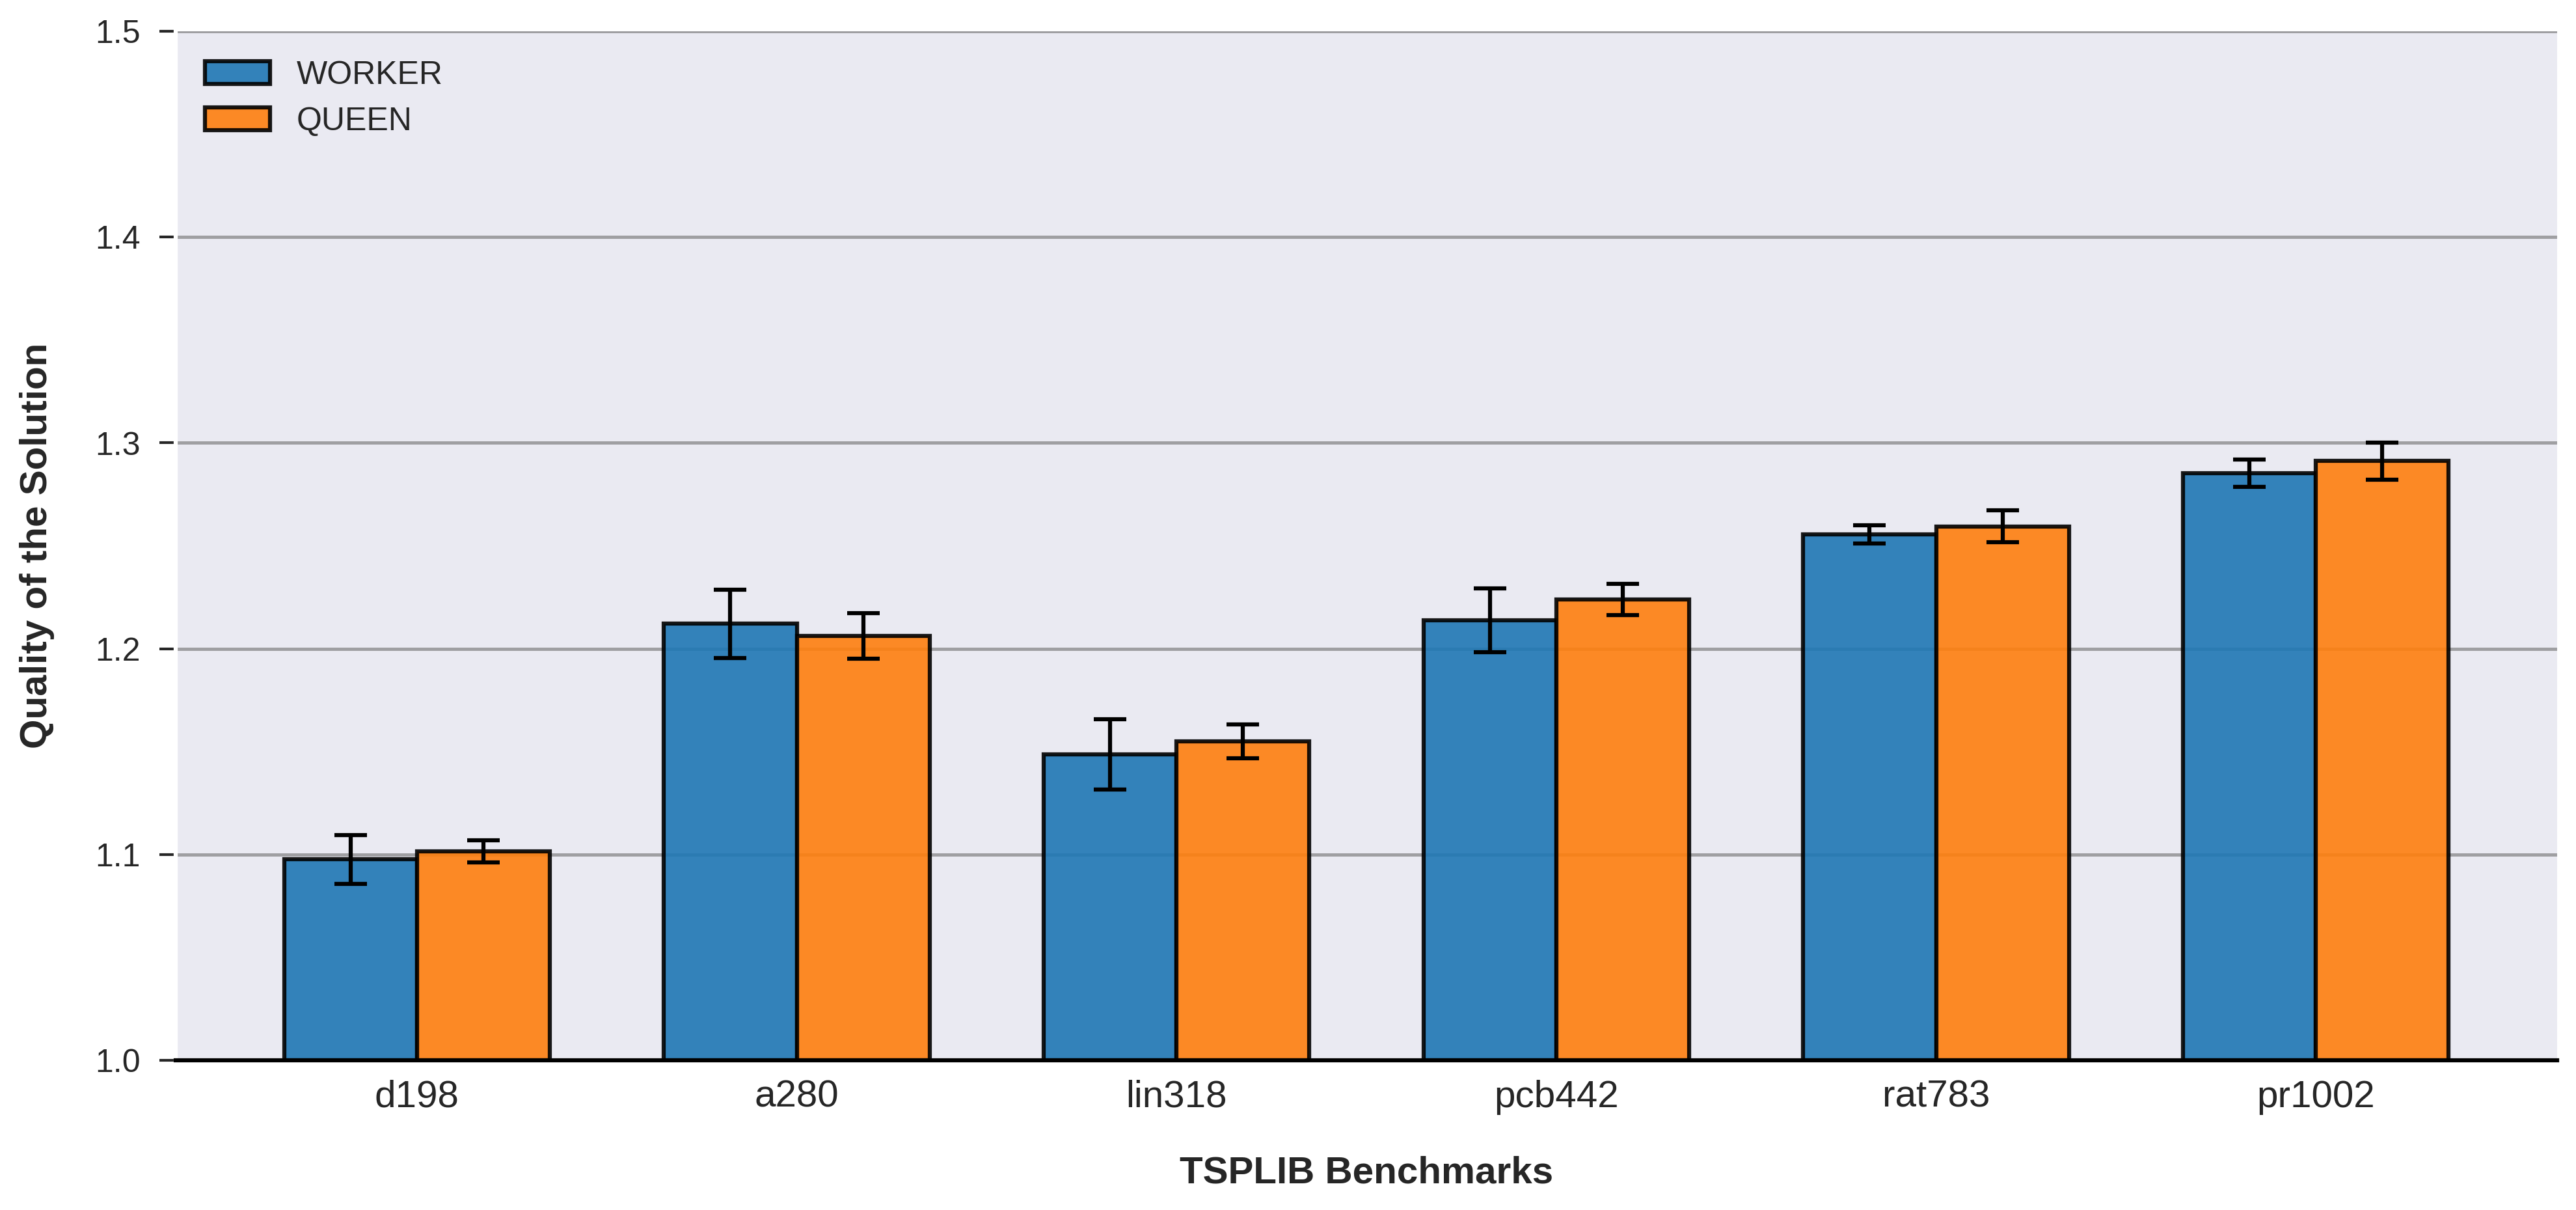 Quality of the Solution
1.5
1.4
1.3
1.2
1.1
1.0
WORKER
QUEEN
d198
a280
lin318
pcb442
rat783
pr1002
TSPLIB Benchmarks